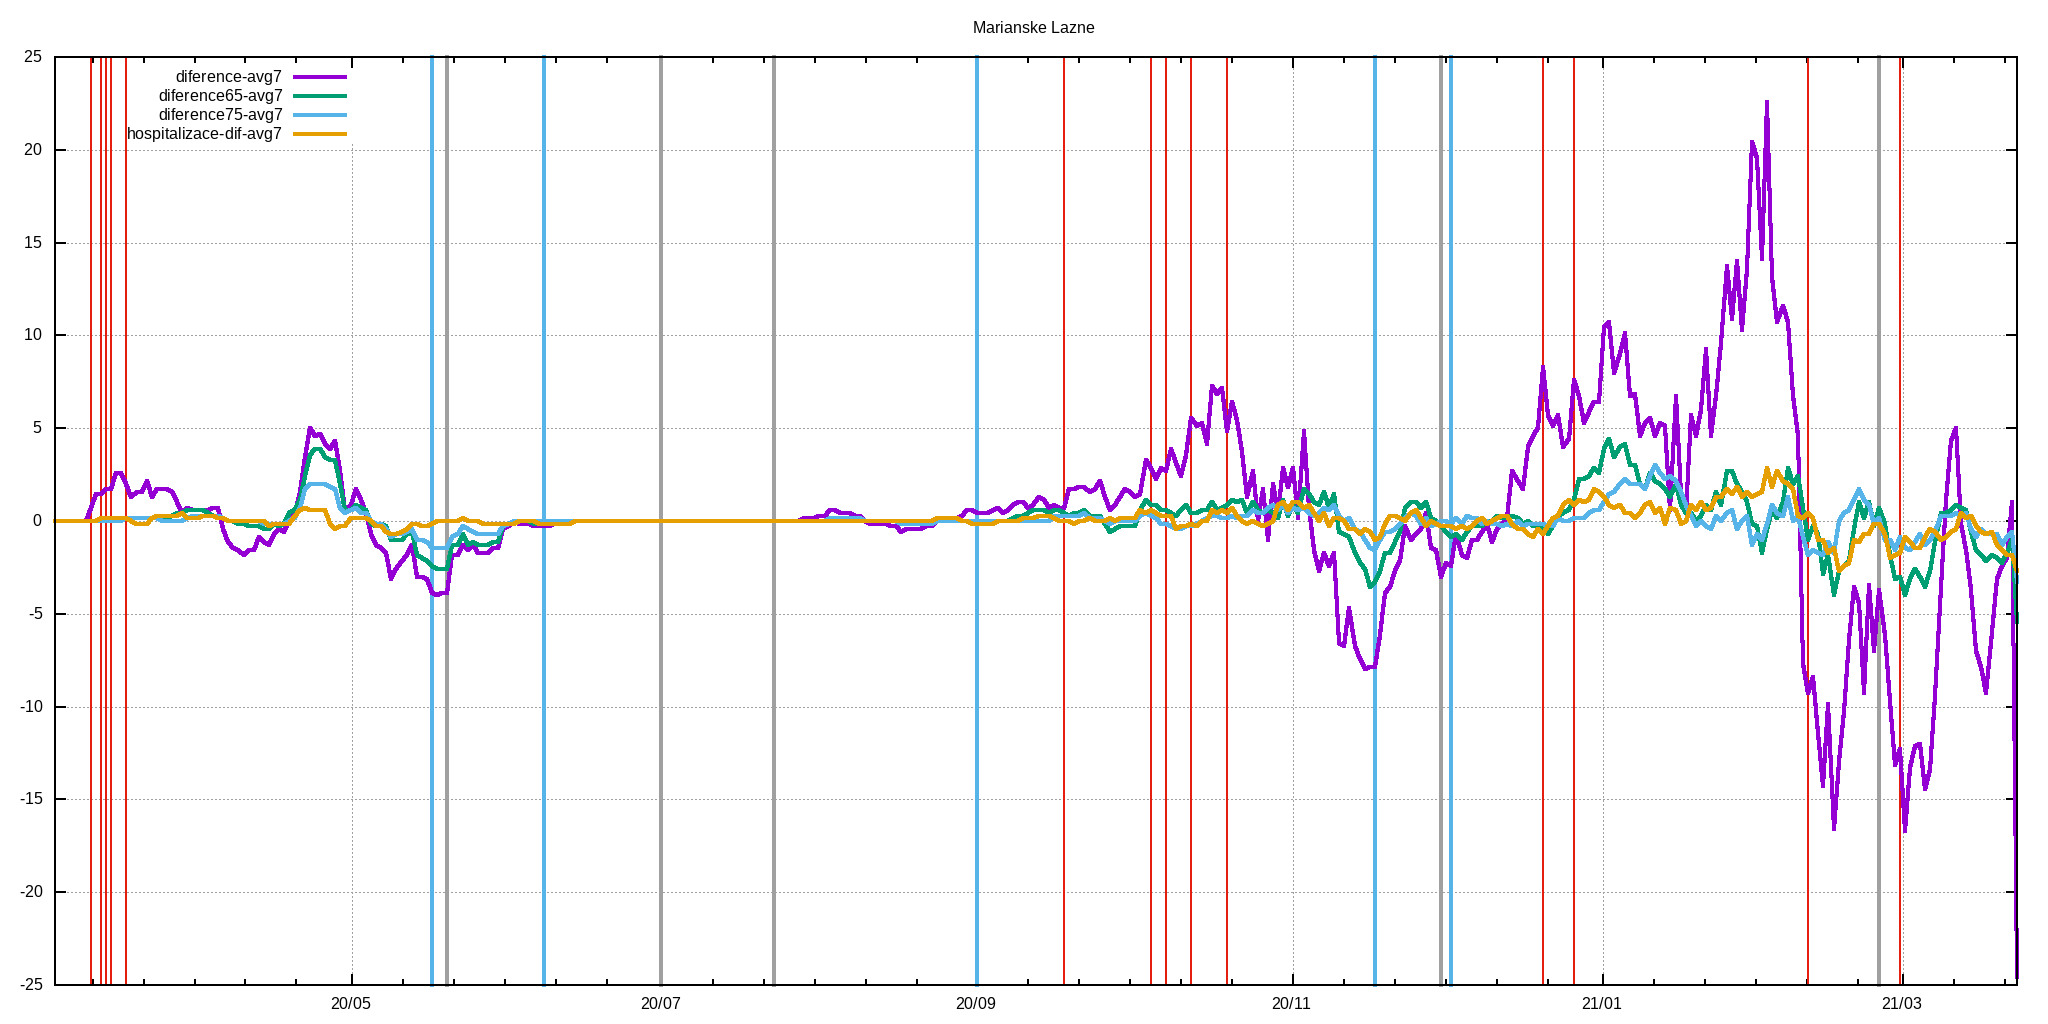 Marianske Lazne
diference-avg7
diference65-avg7
diference75-avg7
hospitalizace-dif-avg7
25
20
15
10
5
0
-5
-10
-15
-20
-25
20/05 20/07 20/09 20/11 21/01 21/03